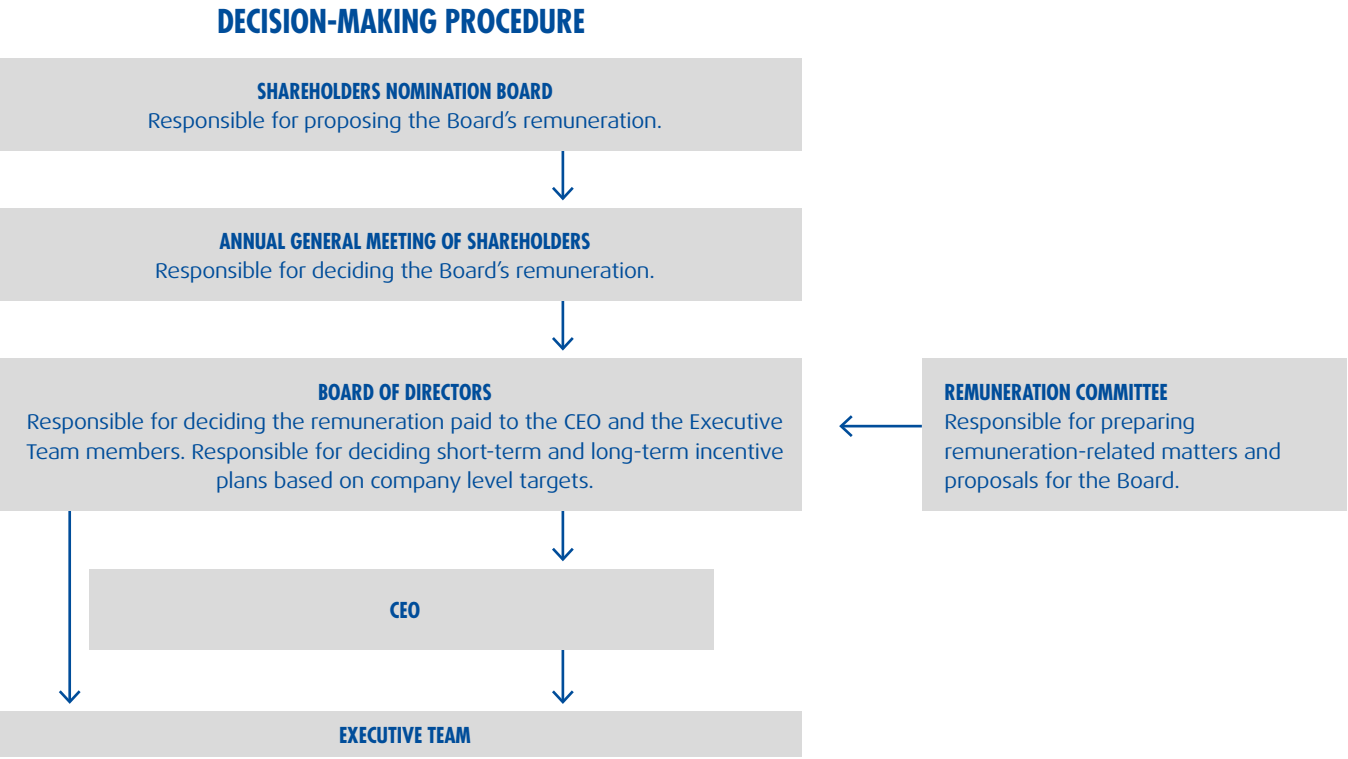 DECISION-MAKING PROCEDURE
SHAREHOLDERS NOMINATION BOARD
Responsible for proposing the Board’s remuneration.
ANNUAL GENERAL MEETING OF SHAREHOLDERS
Responsible for deciding the Board’s remuneration.
BOARD OF DIRECTORS
Responsible for deciding the remuneration paid to the CEO and the Executive
Team members. Responsible for deciding short-term and long-term incentive
plans based on company level targets.
REMUNERATION COMMITTEE
Responsible for preparing
remuneration-related matters and
proposals for the Board.
CEO
EXECUTIVE TEAM